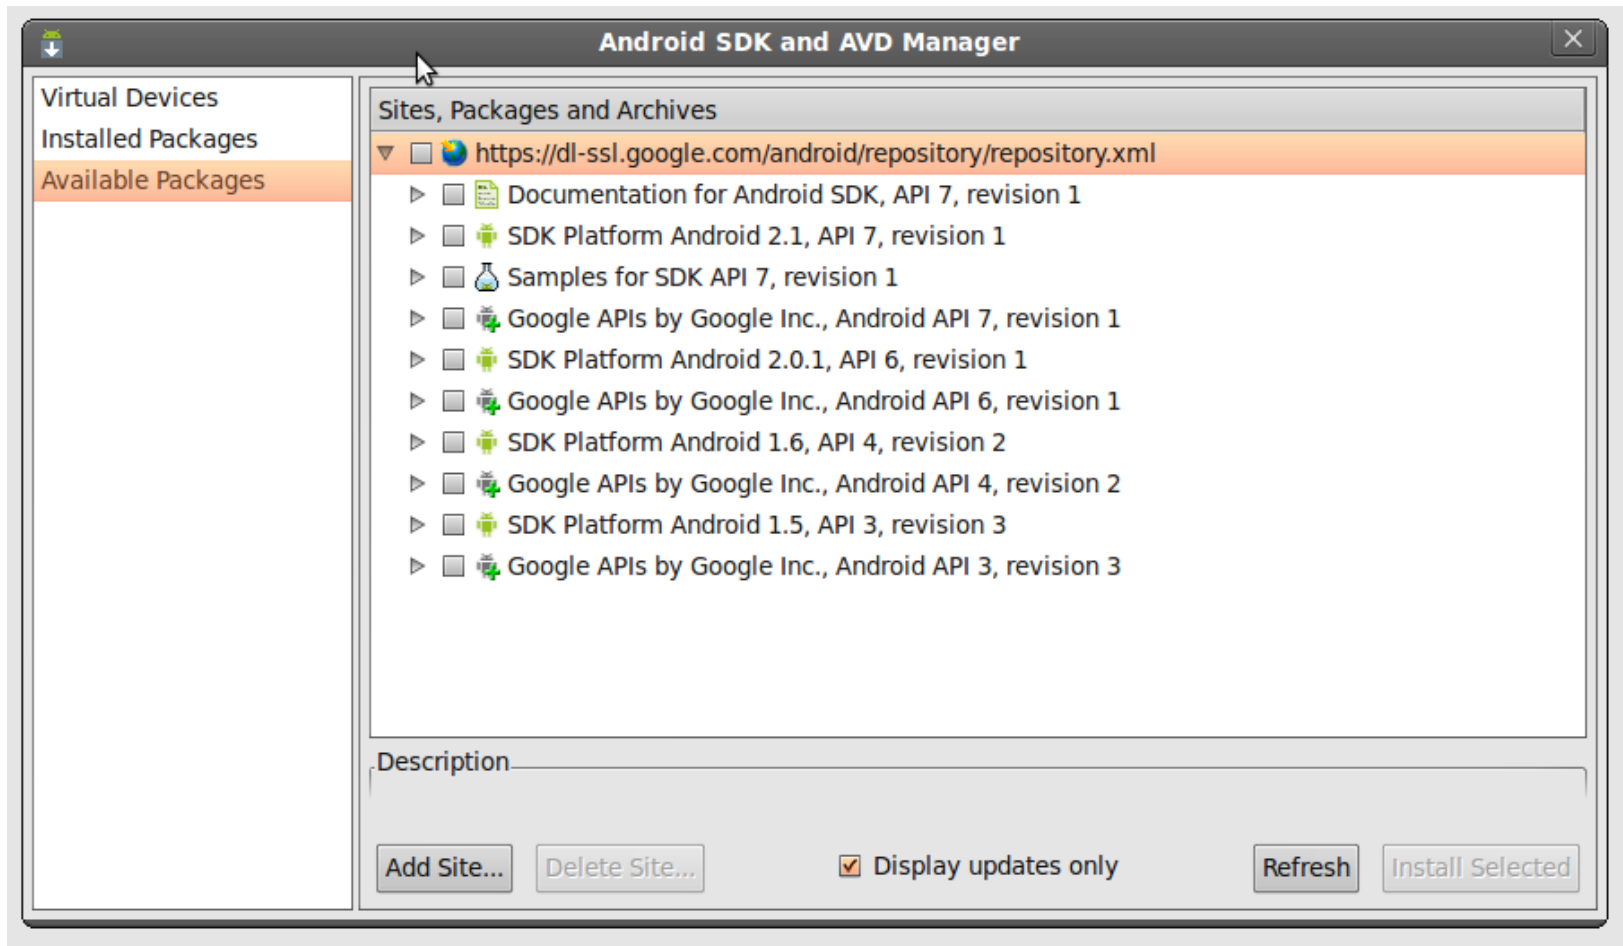 Android SDK and AVD Manager
Virtual Devices
Installed Packages
Available Packages
Sites, Packages and Archives
https://dl-ssl.google.com/android/repository/repository.xml
Documentation for Android SDK, API 7, revision 1
SDK Platform Android 2.1, API 7, revision 1
Samples for SDK API 7, revision 1
Google APIs by Google Inc., Android API 7, revision 1
SDK Platform Android 2.0.1, API 6, revision 1
Google APIs by Google Inc., Android API 6, revision 1
SDK Platform Android 1.6, API 4, revision 2
Google APIs by Google Inc., Android API 4, revision 2
SDK Platform Android 1.5, API 3, revision 3
Google APIs by Google Inc., Android API 3, revision 3
Description
Add Site... Delete Site... Display updates only Refresh Install Selected